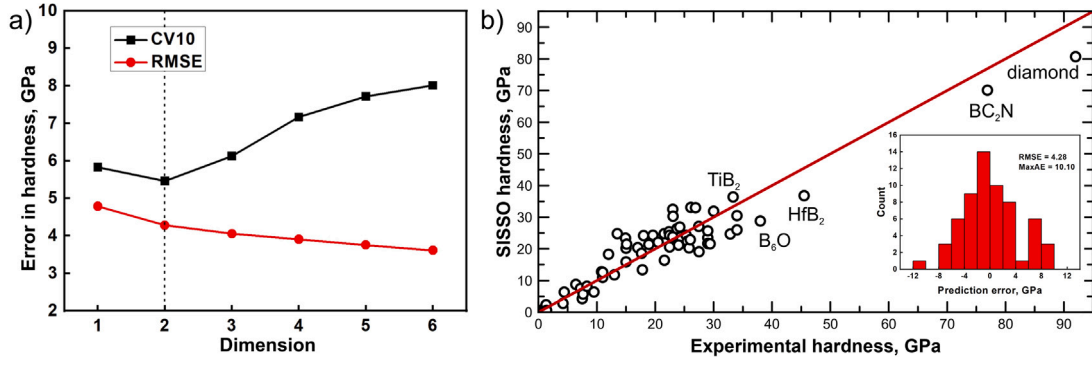 a)
10
9
8
7
6
5
4
3
2
Error in hardness, GPa
CV10
RMSE
1 2 3 4 5 6
Dimension
b)
90
80
70
60
50
40
30
20
10
0
SISSO hardness, GPa
diamond
BC₂N
TiB₂
HfB₂
B₆O
0 10 20 30 40 50 60 70 80 90
Experimental hardness, GPa
RMSE = 4.28
MaxAE = 10.10
16
14
12
10
8
6
4
2
0
Count
-12 -8 -4 0 4 8 12
Prediction error, GPa